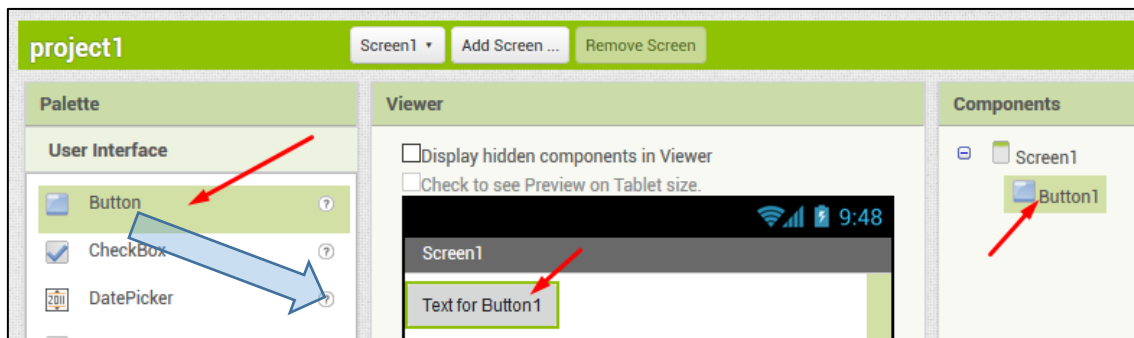 project1
Screen1 Add Screen ... Remove Screen
Palette
User Interface
Button ?
CheckBox ?
DatePicker ?
Viewer
Display hidden components in Viewer
Check to see Preview on Tablet size.
9:48
Screen1
Text for Button1
Components
Screen1
Button1